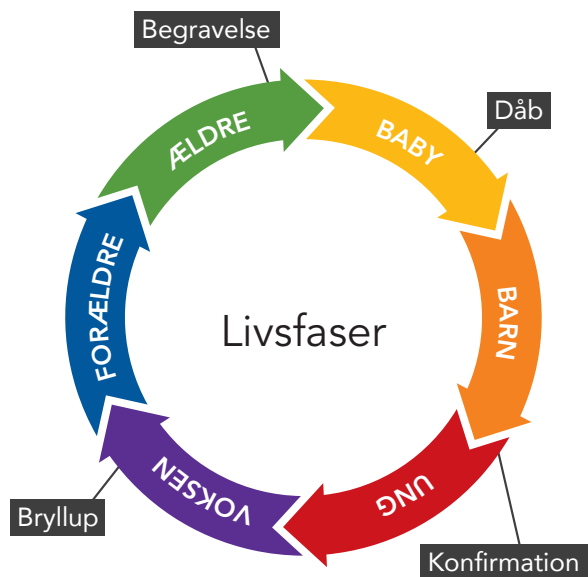 Begravelse
Dåb
ÆLDRE
BABY
BARN
FORÆLDRE
Livsfaser
UNG
VOKSEN
Bryllup
Konfirmation